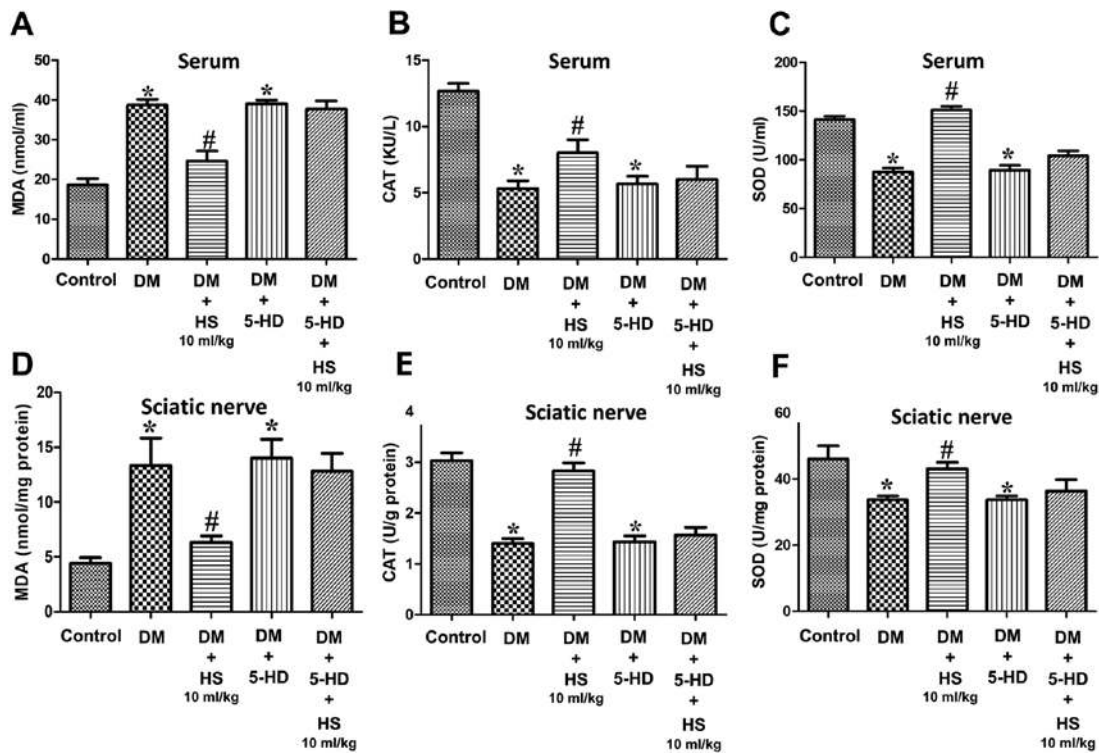 A
Serum
MDA (nmol/ml)
50
40
30
20
10
0
*
#
*
Control
DM
DM
+
HS
10 ml/kg
DM
+
5-HD
DM
+
5-HD
+
HS
10 ml/kg
B
Serum
CAT (KU/L)
15
10
5
0
*
#
*
Control
DM
DM
+
HS
10 ml/kg
DM
+
5-HD
DM
+
5-HD
+
HS
10 ml/kg
C
Serum
SOD (U/ml)
200
150
100
50
0
*
#
*
Control
DM
DM
+
HS
10 ml/kg
DM
+
5-HD
DM
+
5-HD
+
HS
10 ml/kg
D
Sciatic nerve
MDA (nmol/mg protein)
20
15
10
5
0
*
#
*
Control
DM
DM
+
HS
10 ml/kg
DM
+
5-HD
DM
+
5-HD
+
HS
10 ml/kg
E
Sciatic nerve
CAT (U/g protein)
4
3
2
1
0
*
#
*
Control
DM
DM
+
HS
10 ml/kg
DM
+
5-HD
DM
+
5-HD
+
HS
10 ml/kg
F
Sciatic nerve
SOD (U/mg protein)
60
40
20
0
*
#
*
Control
DM
DM
+
HS
10 ml/kg
DM
+
5-HD
DM
+
5-HD
+
HS
10 ml/kg